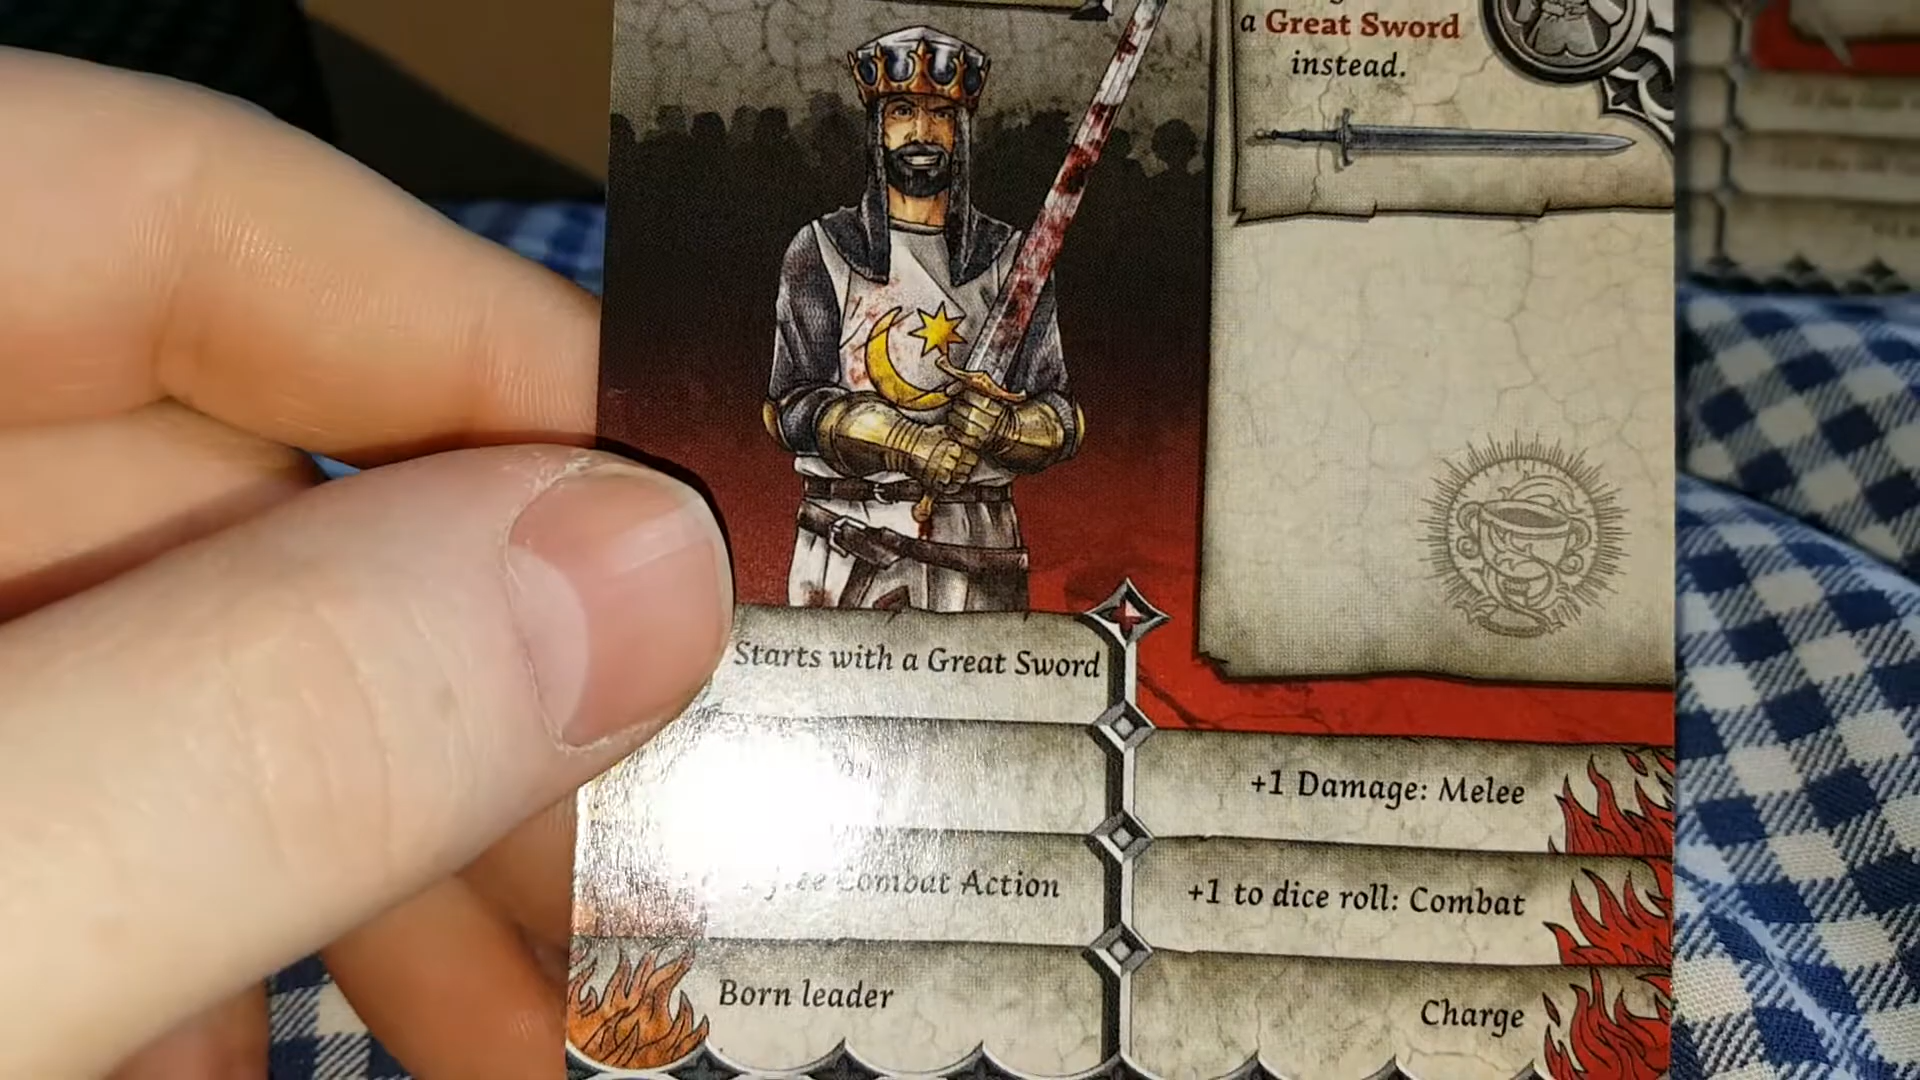 a Great Sword
instead.
Starts with a Great Sword
+1 Damage: Melee
Combat Action
+1 to dice roll: Combat
Born leader
Charge